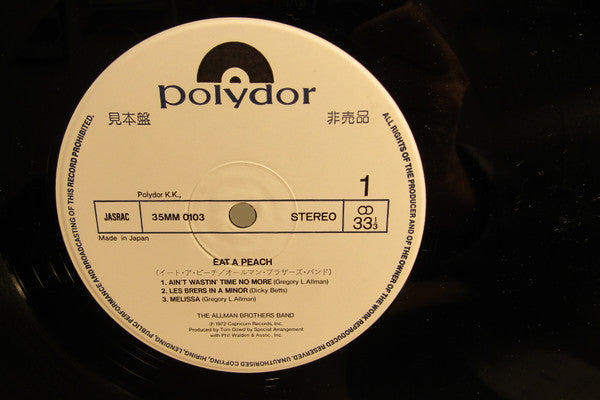 polydor
見本盤
非売品
Polydor K.K.,
1
JASRAC
35MM 0103
STEREO
33 1/3
Made in Japan
EAT A PEACH
(イート・ア・ピーチ/オールマン・ブラザーズ・バンド)
1. AIN'T WASTIN' TIME NO MORE (Gregory L.Allman)
2. LES BRERS IN A MINOR (Dicky Betts)
3. MELISSA (Gregory L.Allman)
THE ALLMAN BROTHERS BAND
℗ 1972 Capricorn Records, Inc.
Produced by Tom Dowd by Special Arrangement
with Phil Walden & Assoc., Inc.
ALL RIGHTS OF THE PRODUCER AND OF THE OWNER OF THE WORK REPRODUCED RESERVED. UNAUTHORISED COPYING, HIRING, LENDING, PUBLIC PERFORMANCE AND BROADCASTING OF THIS RECORD PROHIBITED.